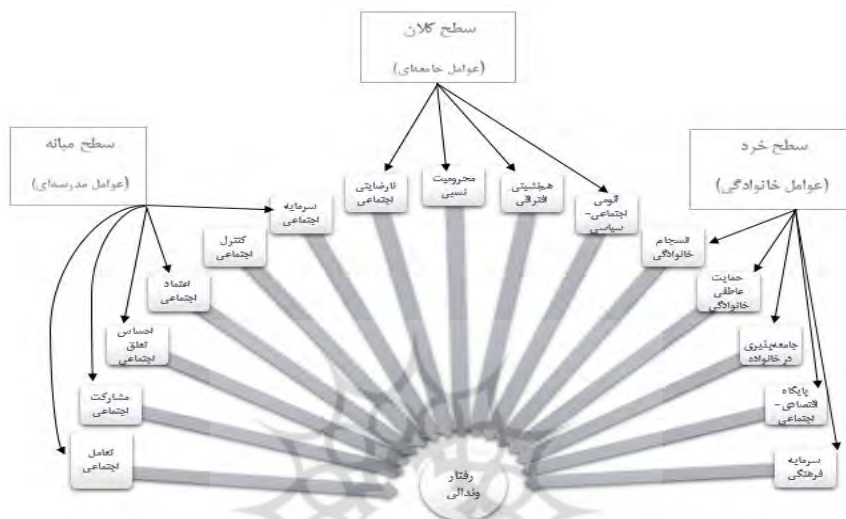 سطح کلان
(عوامل جامعه‌ای)
سطح خرد
(عوامل خانوادگی)
سطح میانه
(عوامل مدرسه‌ای)
آنومی
اجتماعی-
سیاسی
هم‌نشینی
افتراقی
محرومیت
نسبی
نارضایتی
اجتماعی
سرمایه
اجتماعی
کنترل
اجتماعی
اعتماد
اجتماعی
احساس
تعلق
اجتماعی
مشارکت
اجتماعی
تعامل
اجتماعی
انسجام
خانوادگی
حمایت
عاطفی
خانوادگی
جامعه‌پذیری
در خانواده
پایگاه
اقتصادی-
اجتماعی
سرمایه
فرهنگی
رفتار
وندالی